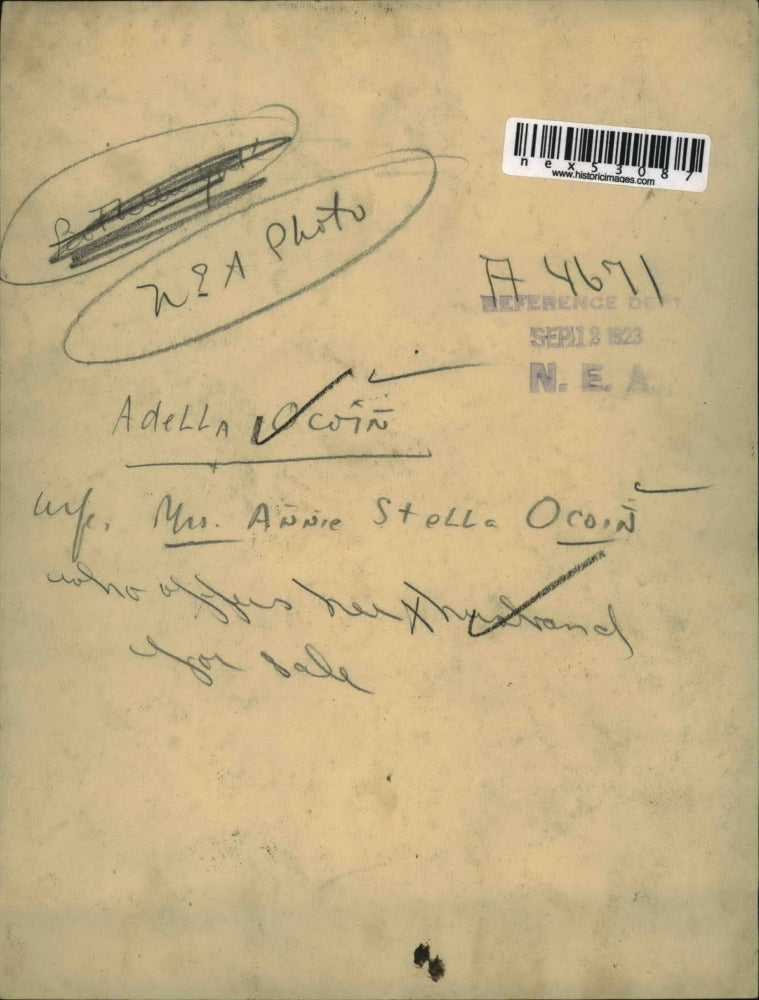 nex53087
www.historicimages.com
NEA Photo
A 4671
REFERENCE DEPT
SEP 12 1923
N. E. A.
Adella Ocoin
Mrs. Annie Stella Ocoin
who offers her husband
for sale